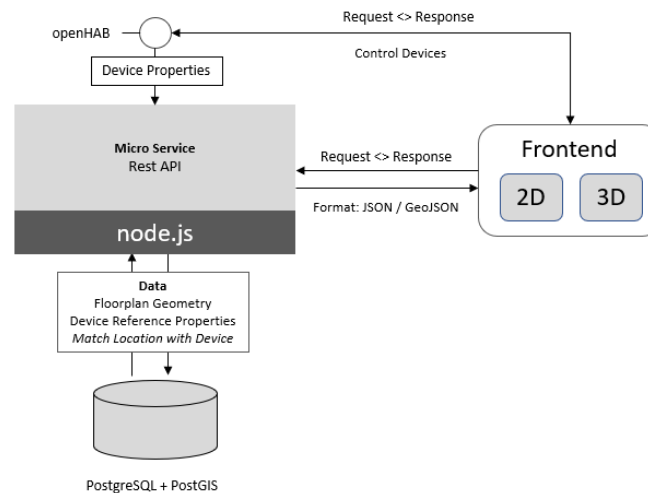 Request <> Response
openHAB
Control Devices
Device Properties
Micro Service
Rest API
Request <> Response
Frontend
2D
3D
Format: JSON / GeoJSON
node.js
Data
Floorplan Geometry
Device Reference Properties
Match Location with Device
PostgreSQL + PostGIS